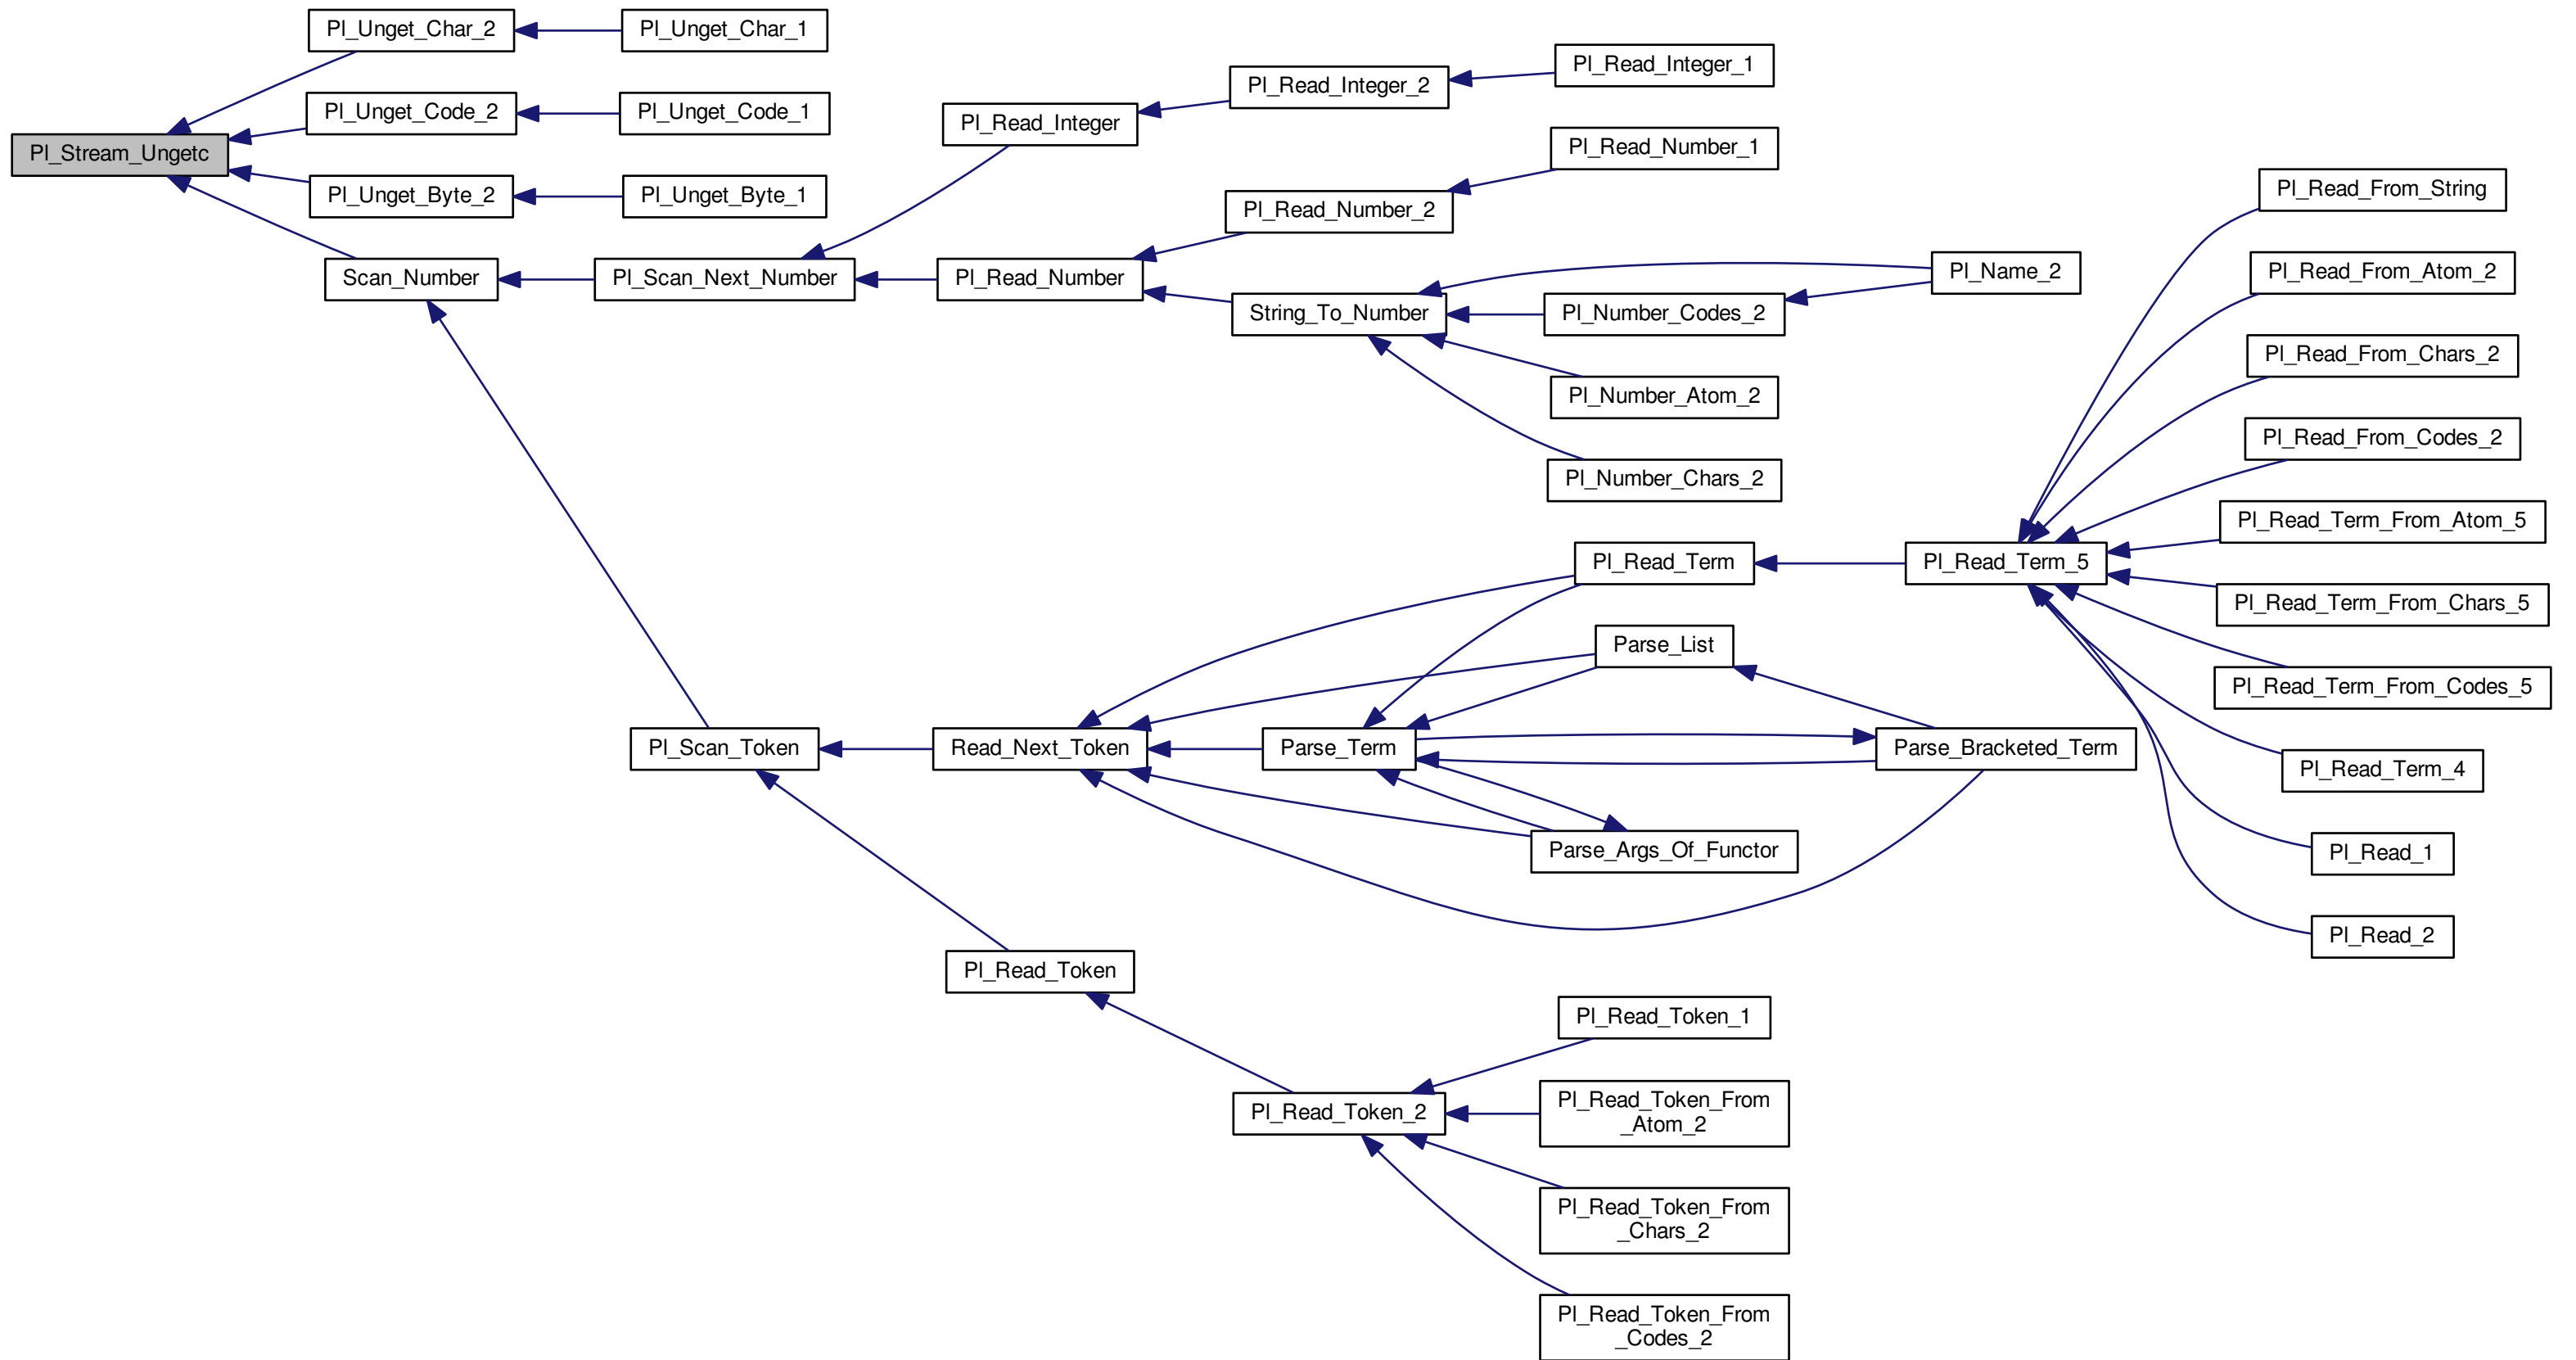 Pl_Unget_Char_2
Pl_Unget_Char_1
Pl_Unget_Code_2
Pl_Unget_Code_1
Pl_Stream_Ungetc
Pl_Unget_Byte_2
Pl_Unget_Byte_1
Scan_Number
Pl_Scan_Next_Number
Pl_Read_Integer
Pl_Read_Integer_2
Pl_Read_Integer_1
Pl_Read_Number
Pl_Read_Number_2
Pl_Read_Number_1
String_To_Number
Pl_Name_2
Pl_Number_Codes_2
Pl_Number_Atom_2
Pl_Number_Chars_2
Pl_Read_From_String
Pl_Read_From_Atom_2
Pl_Read_From_Chars_2
Pl_Read_From_Codes_2
Pl_Read_Term_From_Atom_5
Pl_Read_Term
Pl_Read_Term_5
Pl_Read_Term_From_Chars_5
Parse_List
Pl_Read_Term_From_Codes_5
Pl_Scan_Token
Read_Next_Token
Parse_Term
Parse_Bracketed_Term
Pl_Read_Term_4
Parse_Args_Of_Functor
Pl_Read_1
Pl_Read_2
Pl_Read_Token
Pl_Read_Token_1
Pl_Read_Token_2
Pl_Read_Token_From
_Atom_2
Pl_Read_Token_From
_Chars_2
Pl_Read_Token_From
_Codes_2